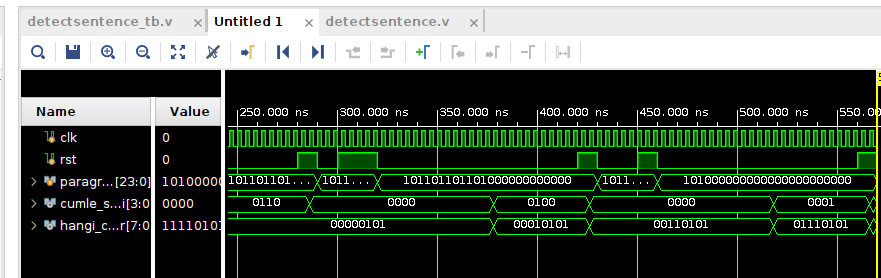 detectsentence_tb.v × Untitled 1 × detectsentence.v ×
Name Value
250.000 ns 300.000 ns 350.000 ns 400.000 ns 450.000 ns 500.000 ns 550.00
clk 0
rst 0
paragr...[23:0] 10100000 101101101... 1011... 101101101101000000000000 1011... 101000000000000000000000
cumle_s...i[3:0] 0000 0110 0000 0100 0000 0001
hangi_c...r[7:0 11110101 00000101 00010101 00110101 01110101